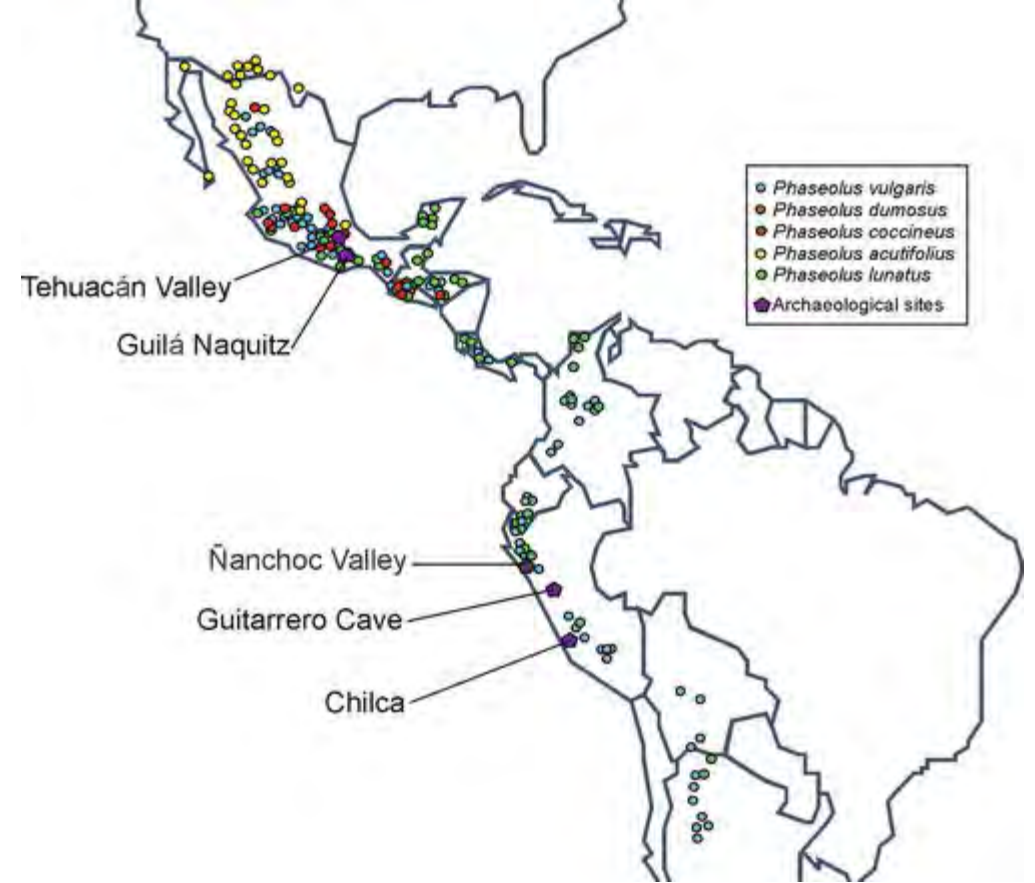 Phaseolus vulgaris
Phaseolus dumosus
Phaseolus coccineus
Phaseolus acutifolius
Phaseolus lunatus
Archaeological sites
Tehuacán Valley
Guilá Naquitz
Ñanchoc Valley
Guitarrero Cave
Chilca